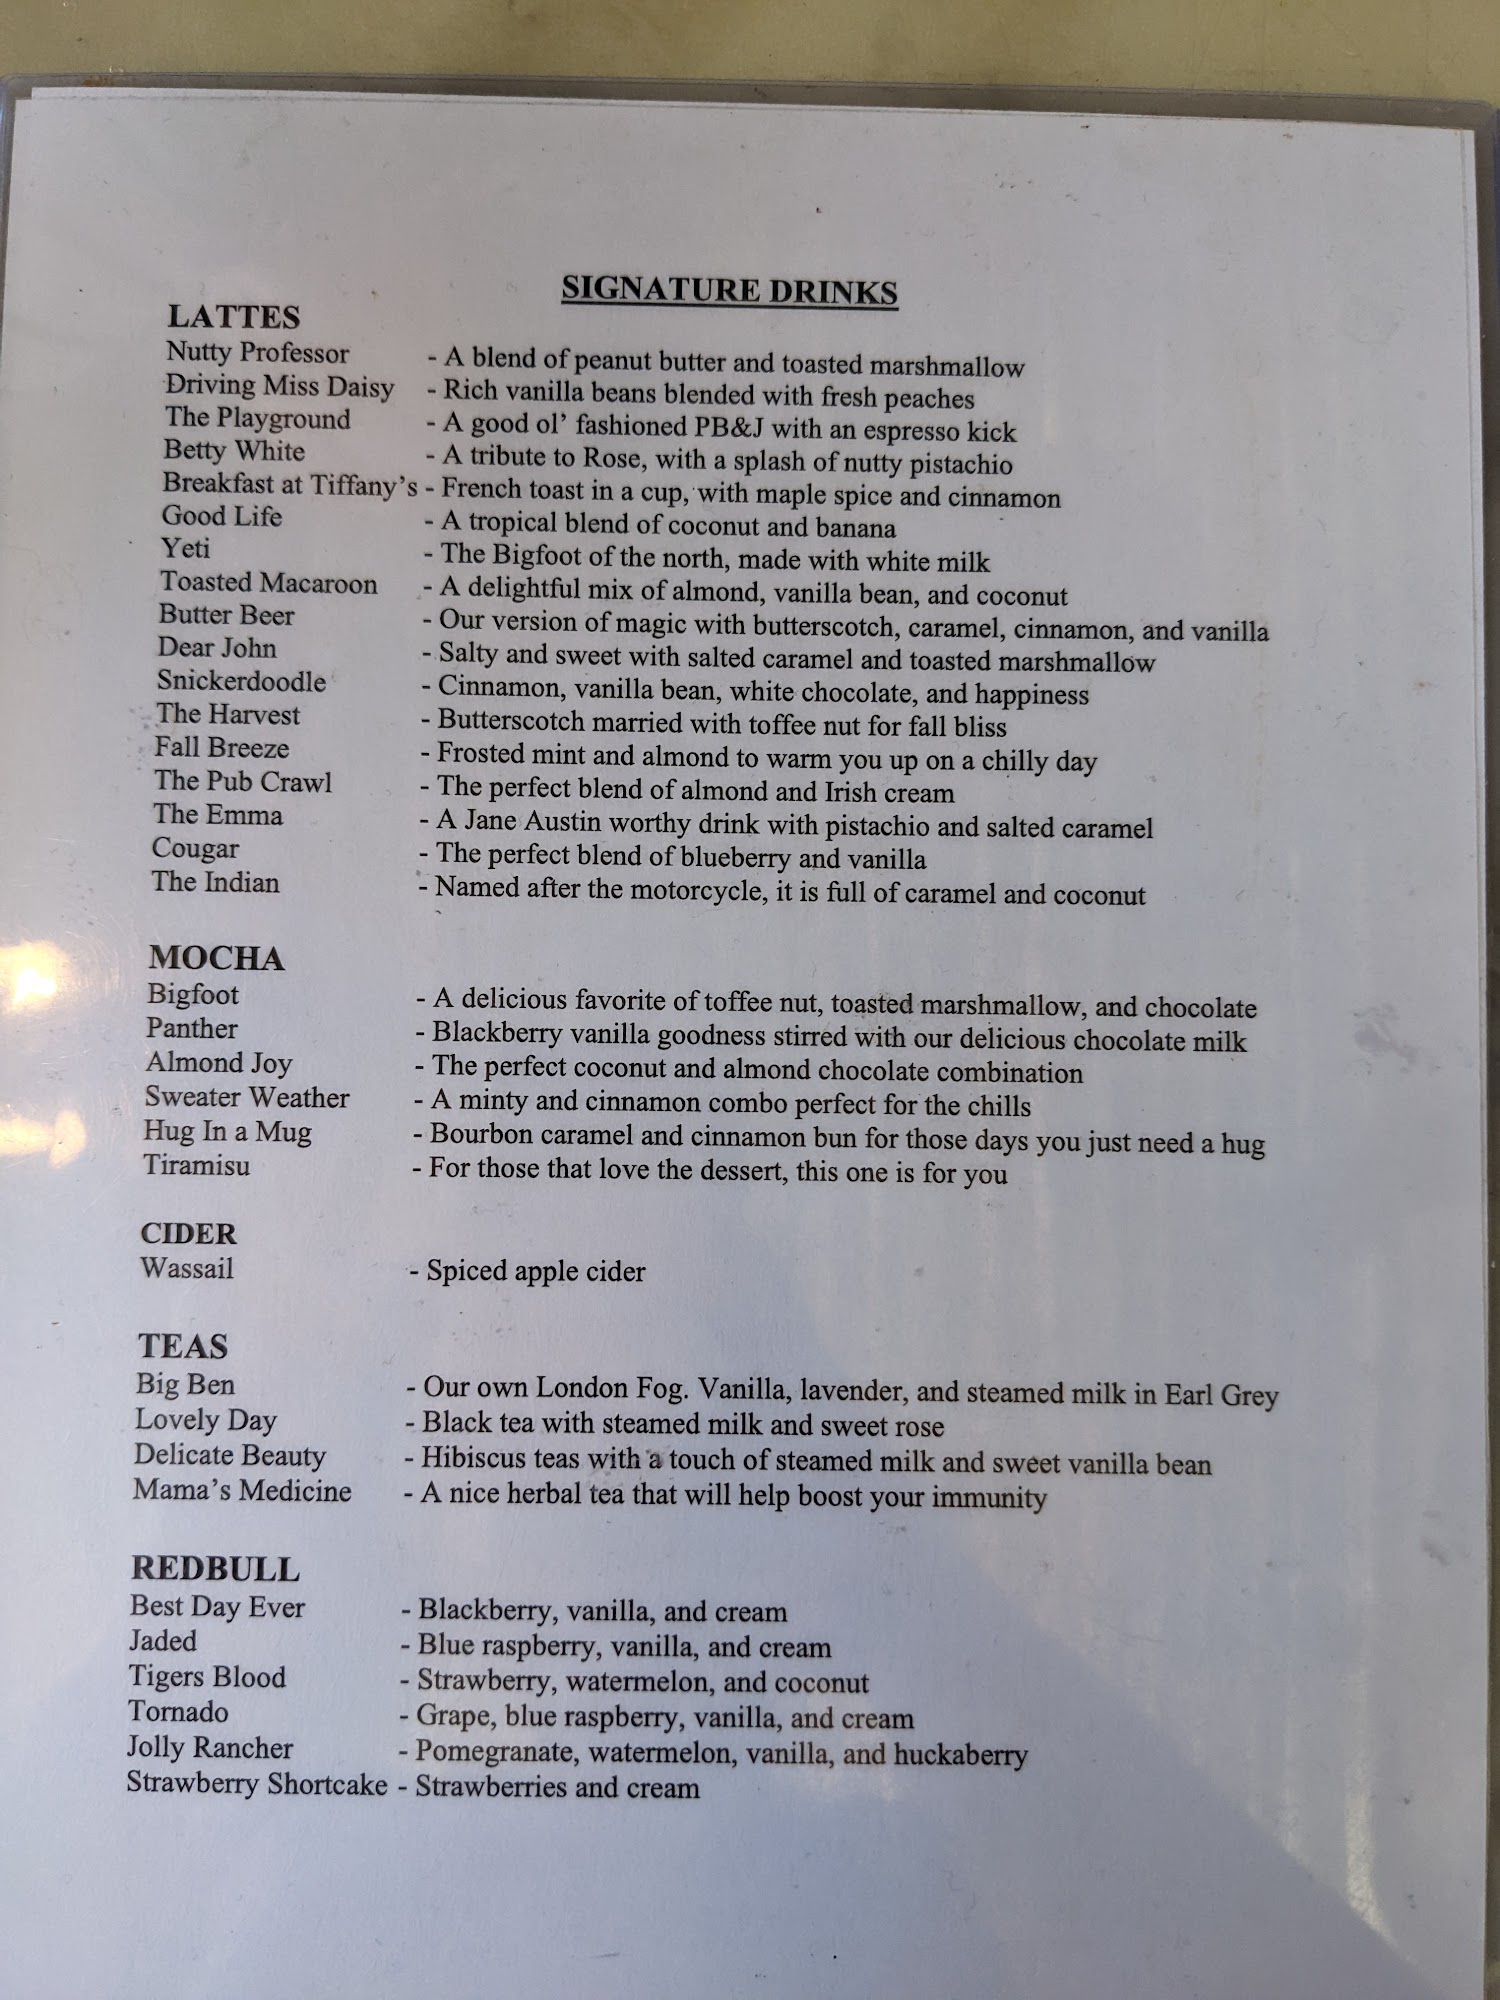 SIGNATURE DRINKS
LATTES
Nutty Professor - A blend of peanut butter and toasted marshmallow
Driving Miss Daisy - Rich vanilla beans blended with fresh peaches
The Playground - A good ol’ fashioned PB&J with an espresso kick
Betty White - A tribute to Rose, with a splash of nutty pistachio
Breakfast at Tiffany’s - French toast in a cup, with maple spice and cinnamon
Good Life - A tropical blend of coconut and banana
Yeti - The Bigfoot of the north, made with white milk
Toasted Macaroon - A delightful mix of almond, vanilla bean, and coconut
Butter Beer - Our version of magic with butterscotch, caramel, cinnamon, and vanilla
Dear John - Salty and sweet with salted caramel and toasted marshmallow
Snickerdoodle - Cinnamon, vanilla bean, white chocolate, and happiness
The Harvest - Butterscotch married with toffee nut for fall bliss
Fall Breeze - Frosted mint and almond to warm you up on a chilly day
The Pub Crawl - The perfect blend of almond and Irish cream
The Emma - A Jane Austin worthy drink with pistachio and salted caramel
Cougar - The perfect blend of blueberry and vanilla
The Indian - Named after the motorcycle, it is full of caramel and coconut
MOCHA
Bigfoot - A delicious favorite of toffee nut, toasted marshmallow, and chocolate
Panther - Blackberry vanilla goodness stirred with our delicious chocolate milk
Almond Joy - The perfect coconut and almond chocolate combination
Sweater Weather - A minty and cinnamon combo perfect for the chills
Hug In a Mug - Bourbon caramel and cinnamon bun for those days you just need a hug
Tiramisu - For those that love the dessert, this one is for you
CIDER
Wassail - Spiced apple cider
TEAS
Big Ben - Our own London Fog. Vanilla, lavender, and steamed milk in Earl Grey
Lovely Day - Black tea with steamed milk and sweet rose
Delicate Beauty - Hibiscus teas with a touch of steamed milk and sweet vanilla bean
Mama’s Medicine - A nice herbal tea that will help boost your immunity
REDBULL
Best Day Ever - Blackberry, vanilla, and cream
Jaded - Blue raspberry, vanilla, and cream
Tigers Blood - Strawberry, watermelon, and coconut
Tornado - Grape, blue raspberry, vanilla, and cream
Jolly Rancher - Pomegranate, watermelon, vanilla, and huckaberry
Strawberry Shortcake - Strawberries and cream